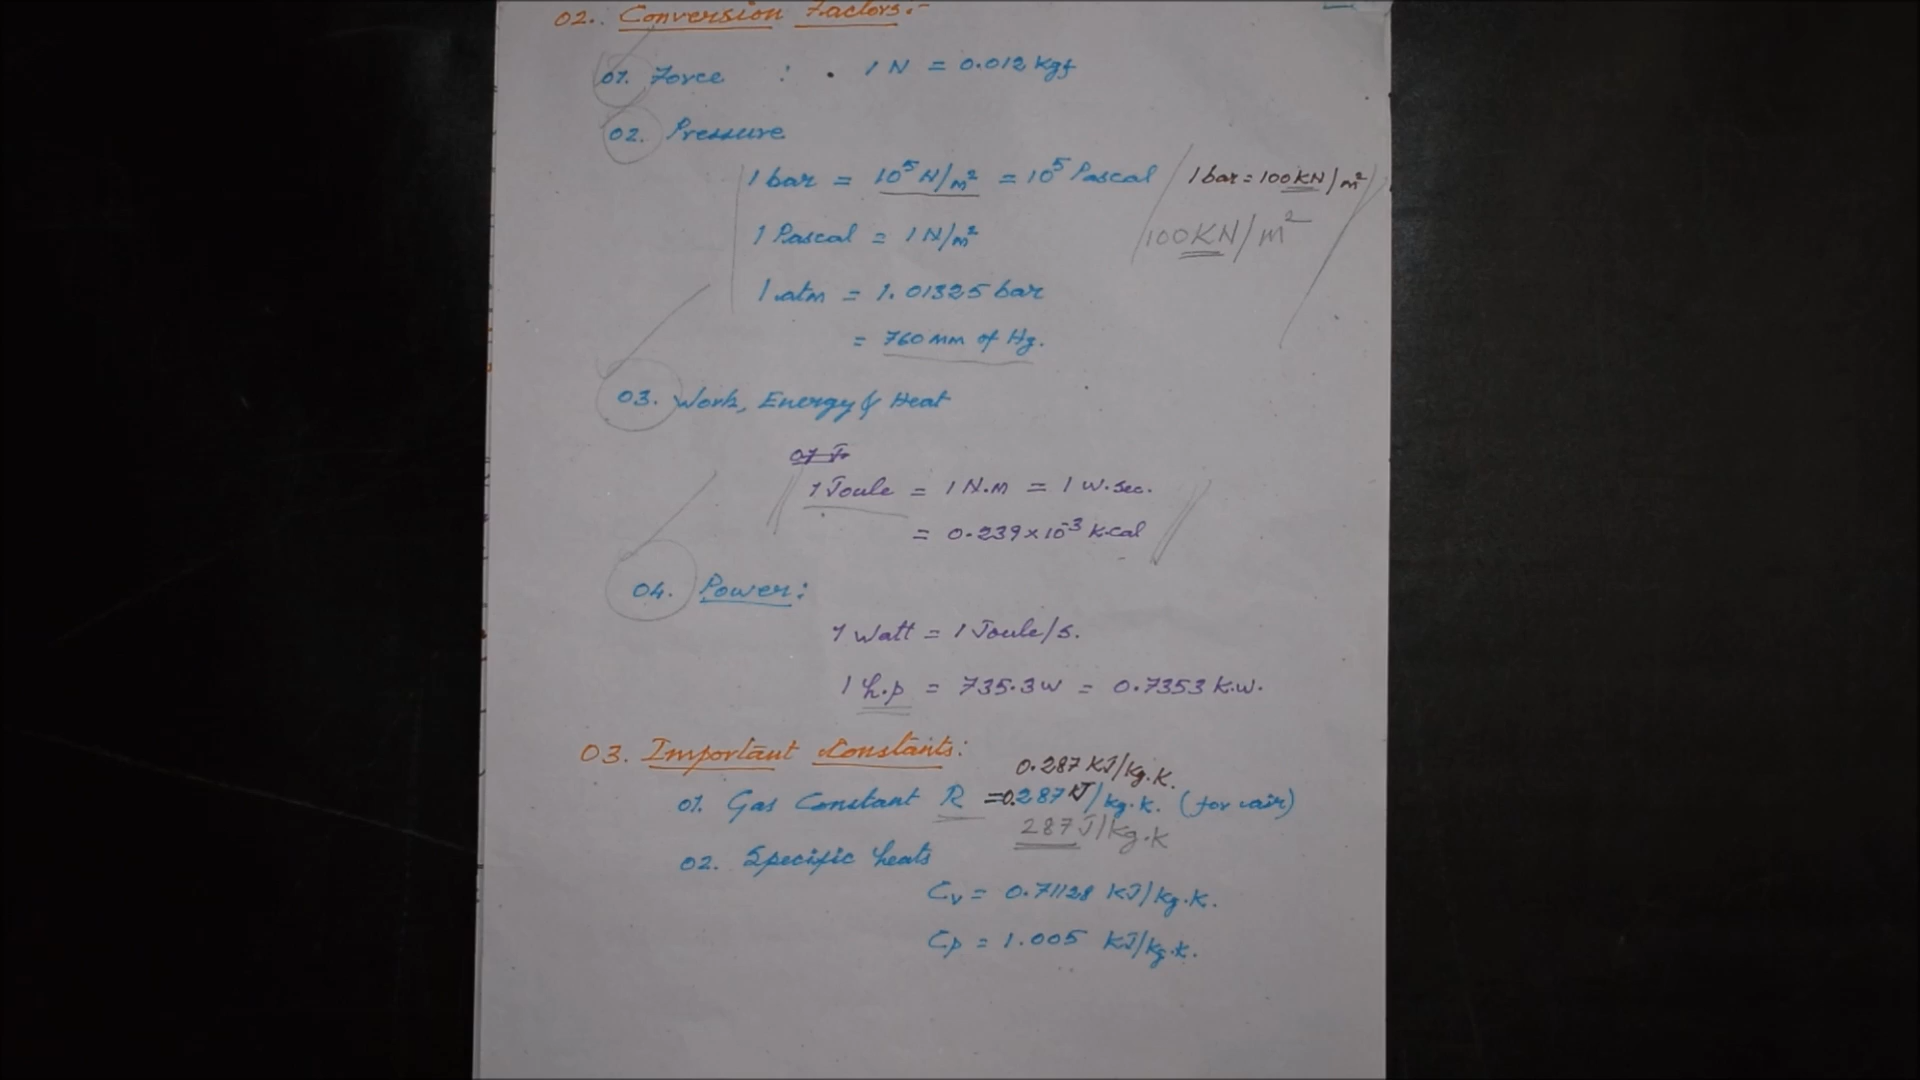 02. Conversion Factors:-
01. Force : . 1 N = 0.012 kgf
02. Pressure
1 bar = 10⁵ N/m² = 10⁵ Pascal / 1 bar = 100 KN/m²
1 Pascal = 1 N/m² 100 KN/m²
1 atm = 1.01325 bar
= 760 mm of Hg.
03. Work, Energy & Heat
1 Joule = 1 N.m = 1 W.sec.
= 0.239 × 10⁻³ k.cal
04. Power:
1 Watt = 1 Joule/s.
1 h.p = 735.3 W = 0.7353 k.w.
03. Important Constants:
0.287 KJ/kg.K.
01. Gas Constant R = 0.287 KJ/kg.K. (for air)
287 J/kg.K
02. Specific heats
Cv = 0.71128 KJ/kg.K.
Cp = 1.005 KJ/kg.K.